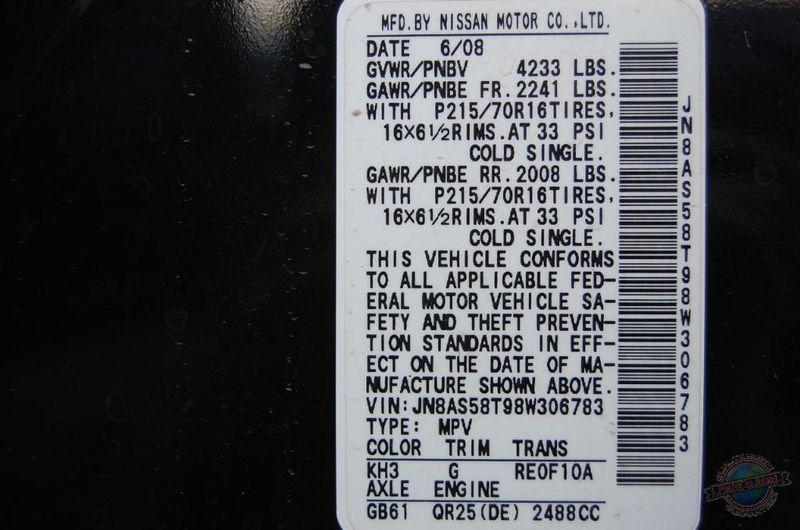 MFD.BY NISSAN MOTOR CO.,LTD.
DATE 6/08
GVWR/PNBV 4233 LBS.
GAWR/PNBE FR.2241 LBS.
WITH P215/70R16TIRES,
16X6½RIMS.AT 33 PSI
COLD SINGLE.
GAWR/PNBE RR.2008 LBS.
WITH P215/70R16TIRES,
16X6½RIMS.AT 33 PSI
COLD SINGLE.
THIS VEHICLE CONFORMS
TO ALL APPLICABLE FED-
ERAL MOTOR VEHICLE SA-
FETY AND THEFT PREVEN-
TION STANDARDS IN EFF-
ECT ON THE DATE OF MA-
NUFACTURE SHOWN ABOVE.
VIN:JN8AS58T98W306783
TYPE: MPV
COLOR TRIM TRANS
KH3 G RE0F10A
AXLE ENGINE
GB61 QR25(DE) 2488CC
JN8AS58T98W306783